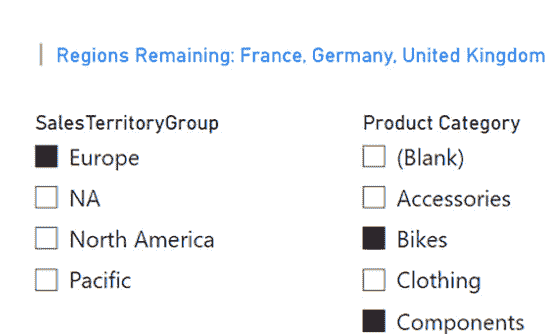 Regions Remaining: France, Germany, United Kingdom
SalesTerritoryGroup
Europe
NA
North America
Pacific
Product Category
(Blank)
Accessories
Bikes
Clothing
Components